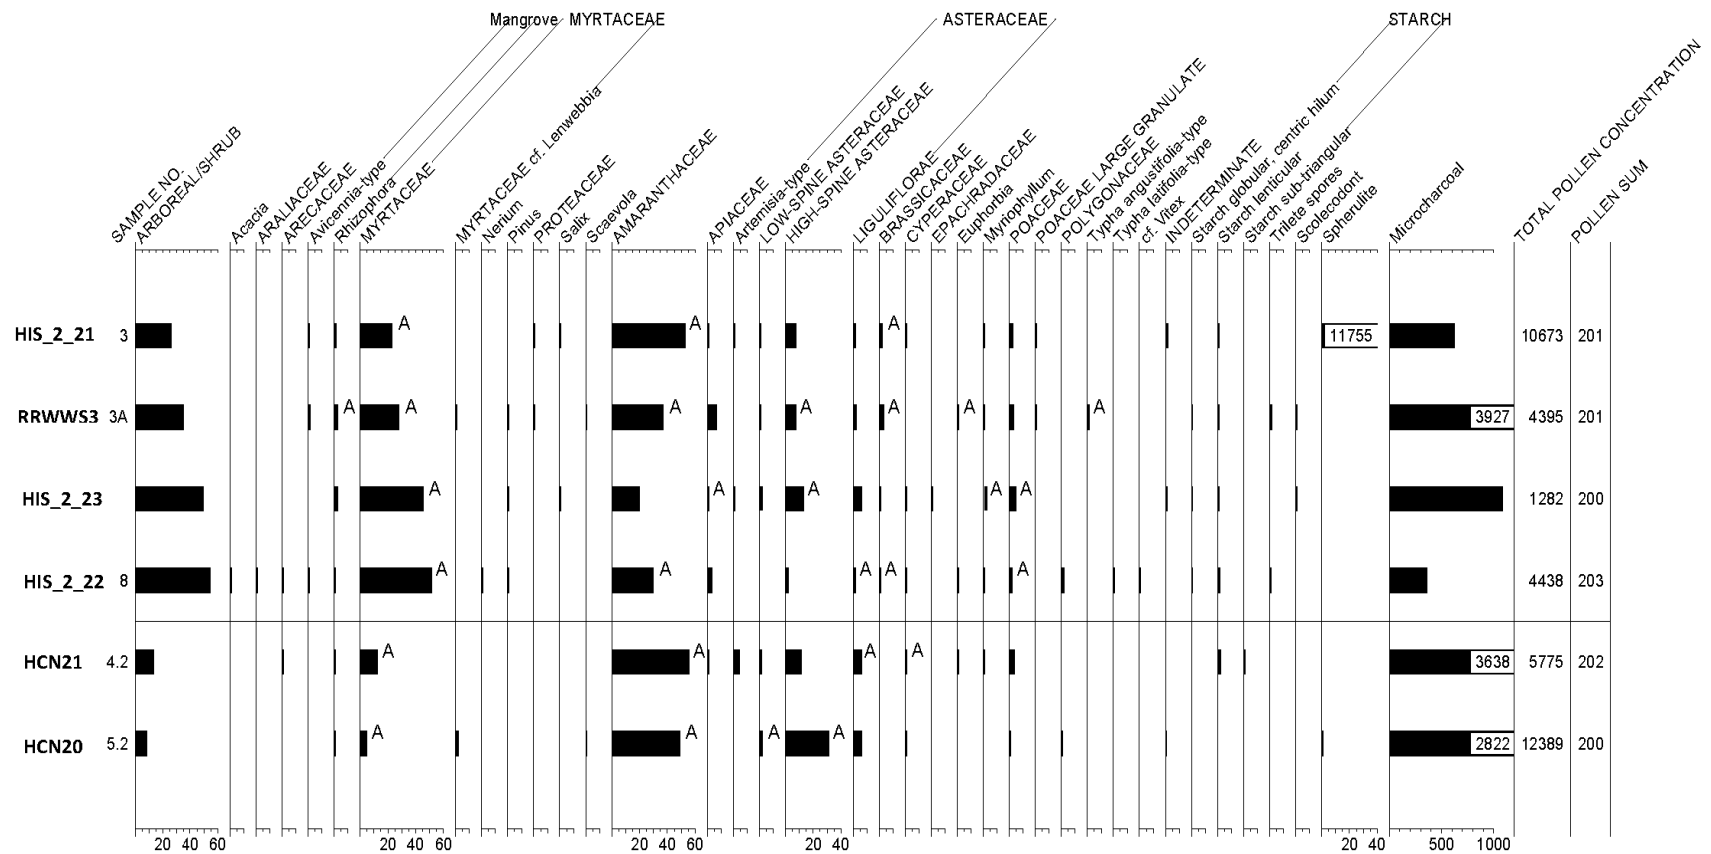 Mangrove MYRTACEAE ASTERACEAE STARCH
SAMPLE NO.
ARBOREAL/SHRUB
Acacia
ARALIACEAE
ARECACEAE
Avicennia-type
Rhizophora
MYRTACEAE
MYRTACEAE cf. Lenwebbia
Nerium
Pinus
PROTEACEAE
Salix
Scaevola
AMARANTHACEAE
APIACEAE
Artemisia-type
LOW-SPINE ASTERACEAE
HIGH-SPINE ASTERACEAE
LIGULIFLORAE
BRASSICACEAE
CYPERACEAE
EPACHRADACEAE
Euphorbia
Myriophyllum
POACEAE
POACEAE LARGE GRANULATE
POLYGONACEAE
Typha angustifolia-type
Typha latifolia-type
cf. Vitex
INDETERMINATE
Starch globular, centric hilum
Starch lenticular
Starch sub-triangular
Trilete spores
Scolecodont
Spherulite
Microcharcoal
TOTAL POLLEN CONCENTRATION
POLLEN SUM
HIS_2_21 3 A A A 11755 10673 201
RRWWS3 3A A A A A A A A 3927 4395 201
HIS_2_23 A A A A A 1282 200
HIS_2_22 8 A A A A A 4438 203
HCN21 4.2 A A A A 3638 5775 202
HCN20 5.2 A A A A 2822 12389 200
20 40 60 20 40 60 20 40 60 20 40 20 40 500 1000